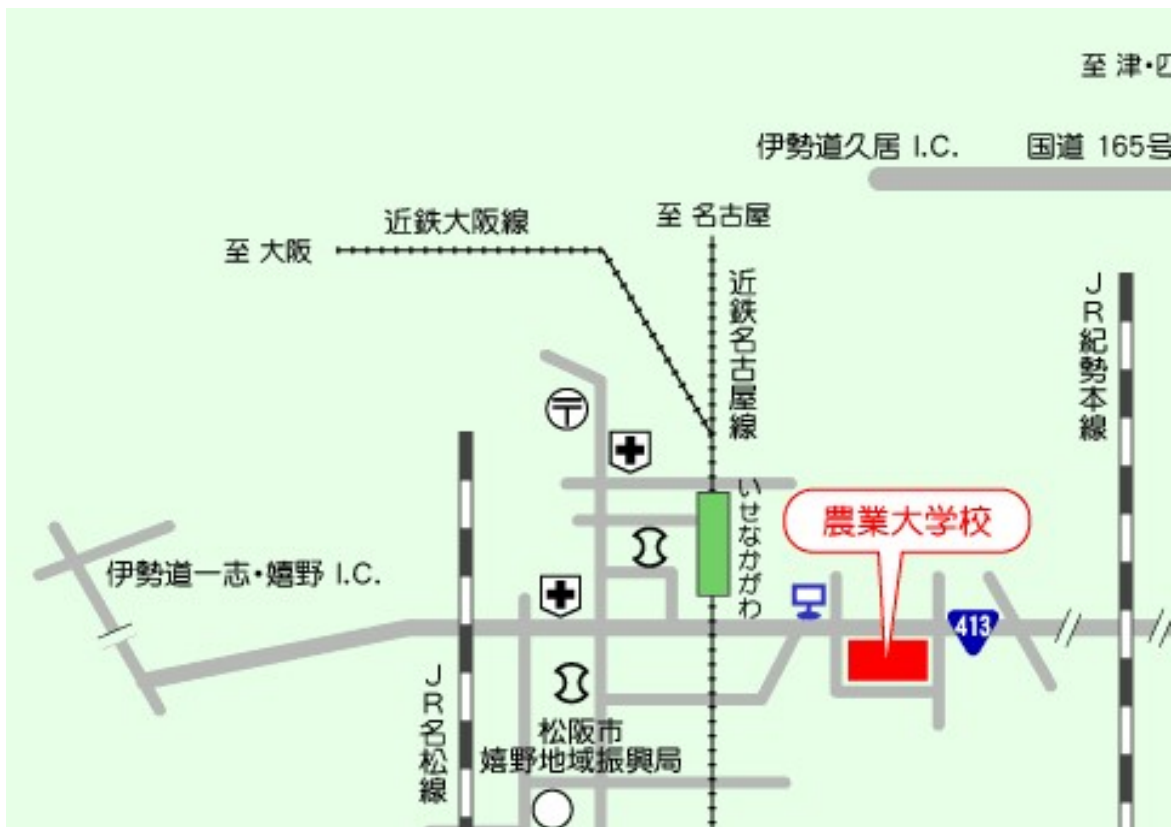 至 津・四
伊勢道久居 I.C.
国道 165号
近鉄大阪線
至 名古屋
至 大阪
近鉄名古屋線
JR紀勢本線
いせなかがわ
農業大学校
伊勢道一志・嬉野 I.C.
413
JR名松線
松阪市
嬉野地域振興局